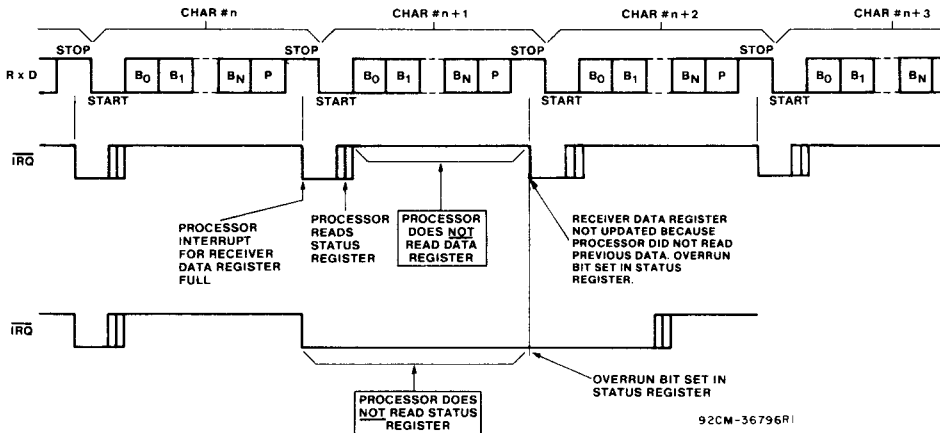 CHAR #n CHAR #n+1 CHAR #n+2 CHAR #n+3
STOP STOP STOP STOP
R x D B0 B1 BN P B0 B1 BN P B0 B1 BN P B0 B1 BN
START START START START
IRQ
PROCESSOR
INTERRUPT
FOR RECEIVER
DATA REGISTER
FULL
PROCESSOR
READS
STATUS
REGISTER
PROCESSOR
DOES NOT
READ DATA
REGISTER
RECEIVER DATA REGISTER
NOT UPDATED BECAUSE
PROCESSOR DID NOT READ
PREVIOUS DATA. OVERRUN
BIT SET IN STATUS
REGISTER.
IRQ
PROCESSOR DOES
NOT READ STATUS
REGISTER
OVERRUN BIT SET IN
STATUS REGISTER
92CM-36796RI